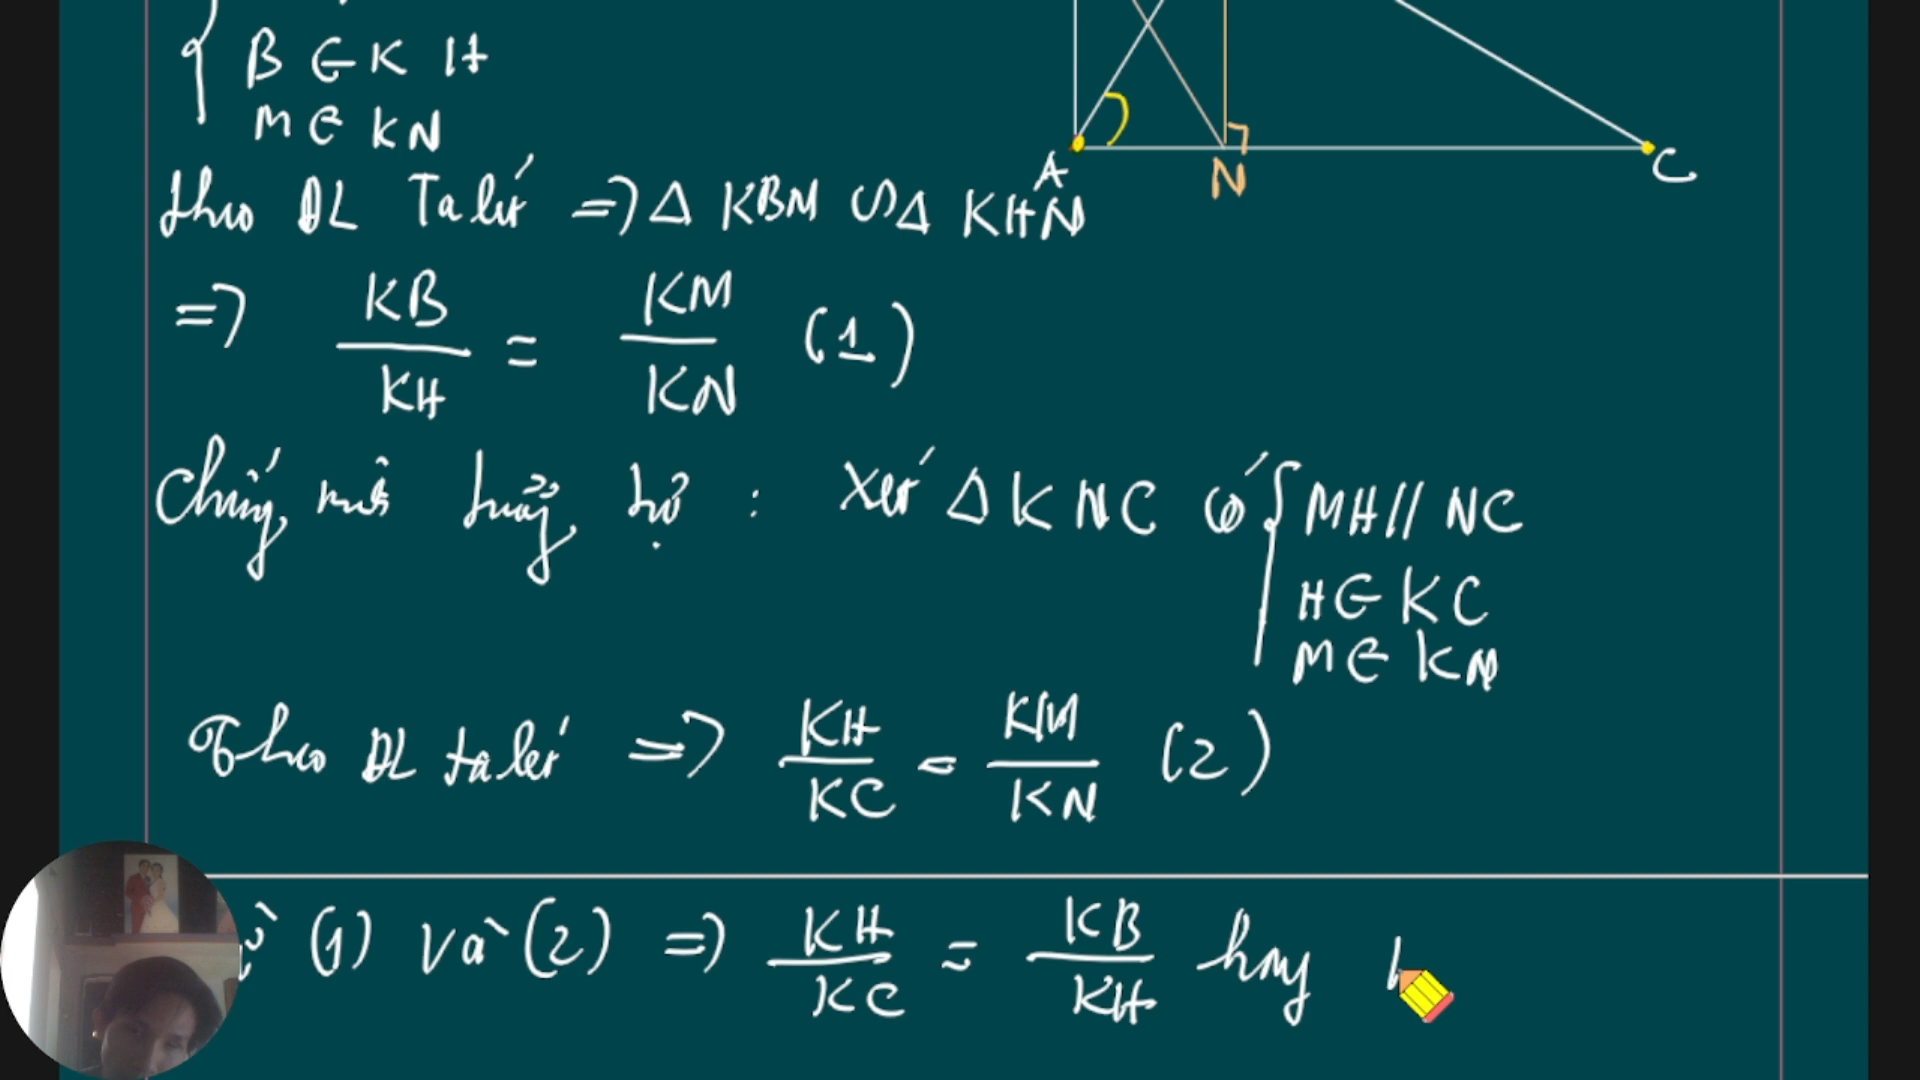 B ∈ KH
M ∈ KN
A
N
C
theo ĐL Talét => Δ KBM ∽ Δ KHN
=> KB/KH = KM/KN (1)
Chứng minh tương tự : Xét Δ KNC có { MH // NC
H ∈ KC
M ∈ KN
Theo ĐL talét => KH/KC = KM/KN (2)
(1) và (2) => KH/KC = KB/KH hay